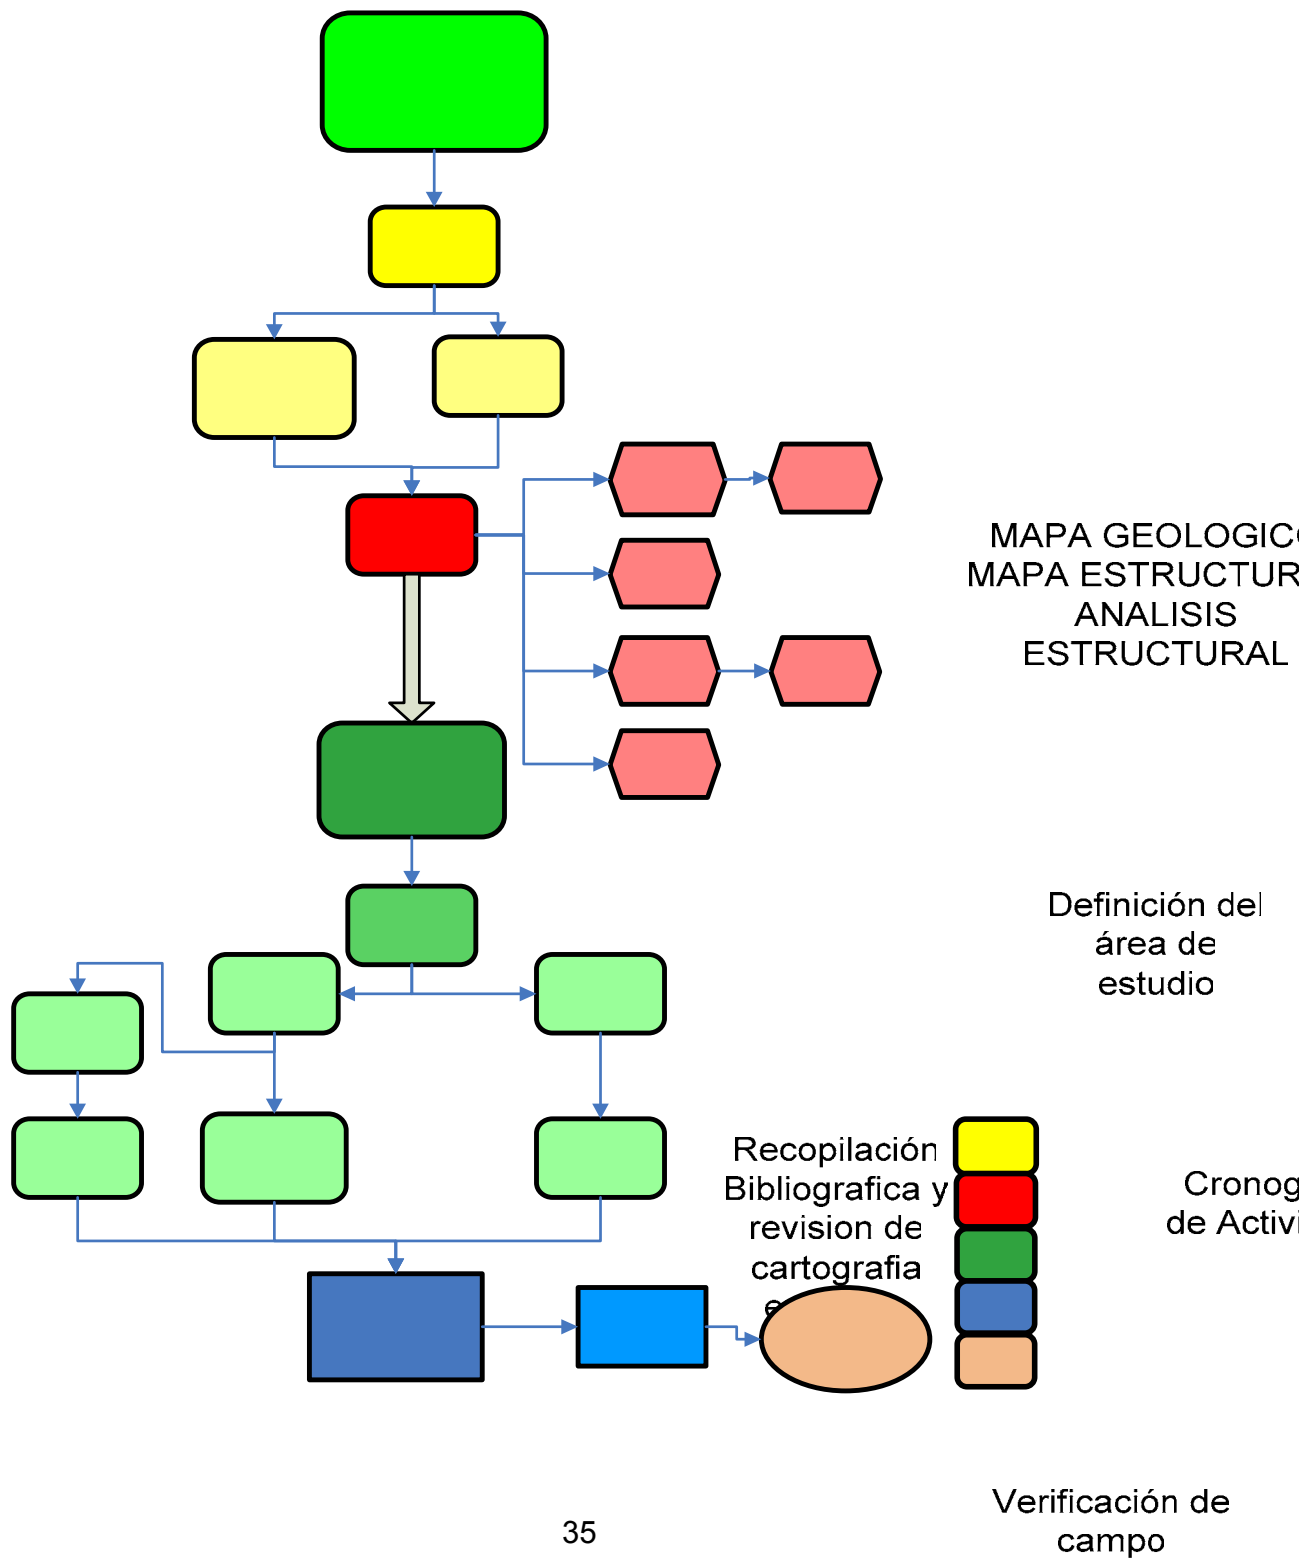 MAPA GEOLOGICO
MAPA ESTRUCTUR
ANALISIS
ESTRUCTURAL
Definición del
área de
estudio
Recopilación
Bibliografica y
revision de
cartografia
Cronog
de Activi
Verificación de
campo
35